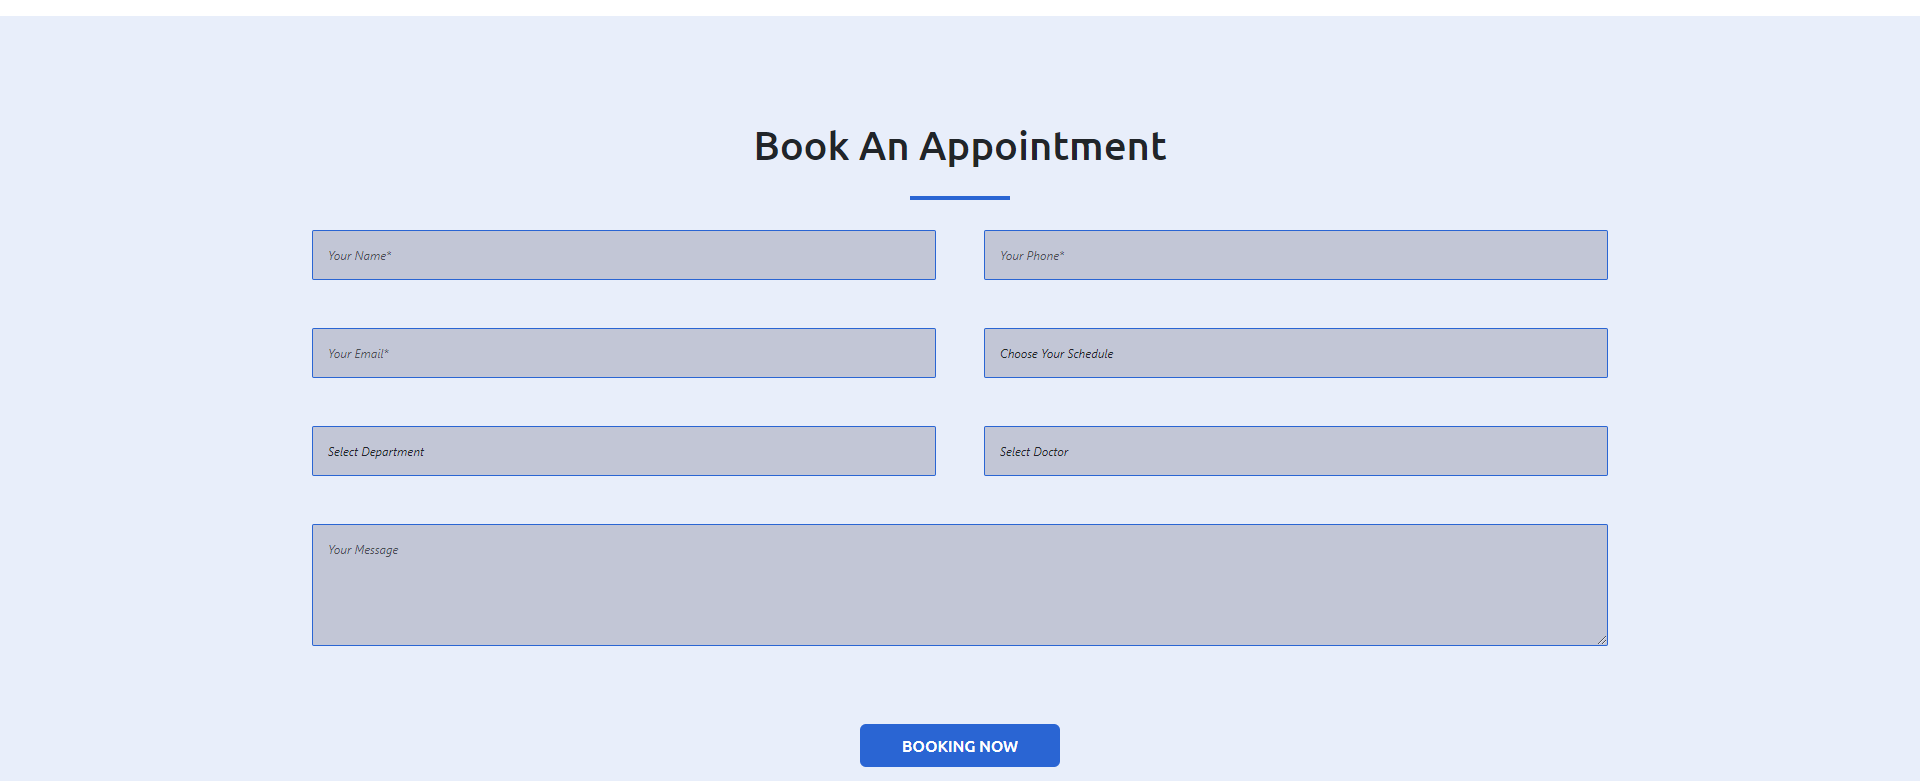 Book An Appointment
Your Name*
Your Phone*
Your Email*
Choose Your Schedule
Select Department
Select Doctor
Your Message
BOOKING NOW